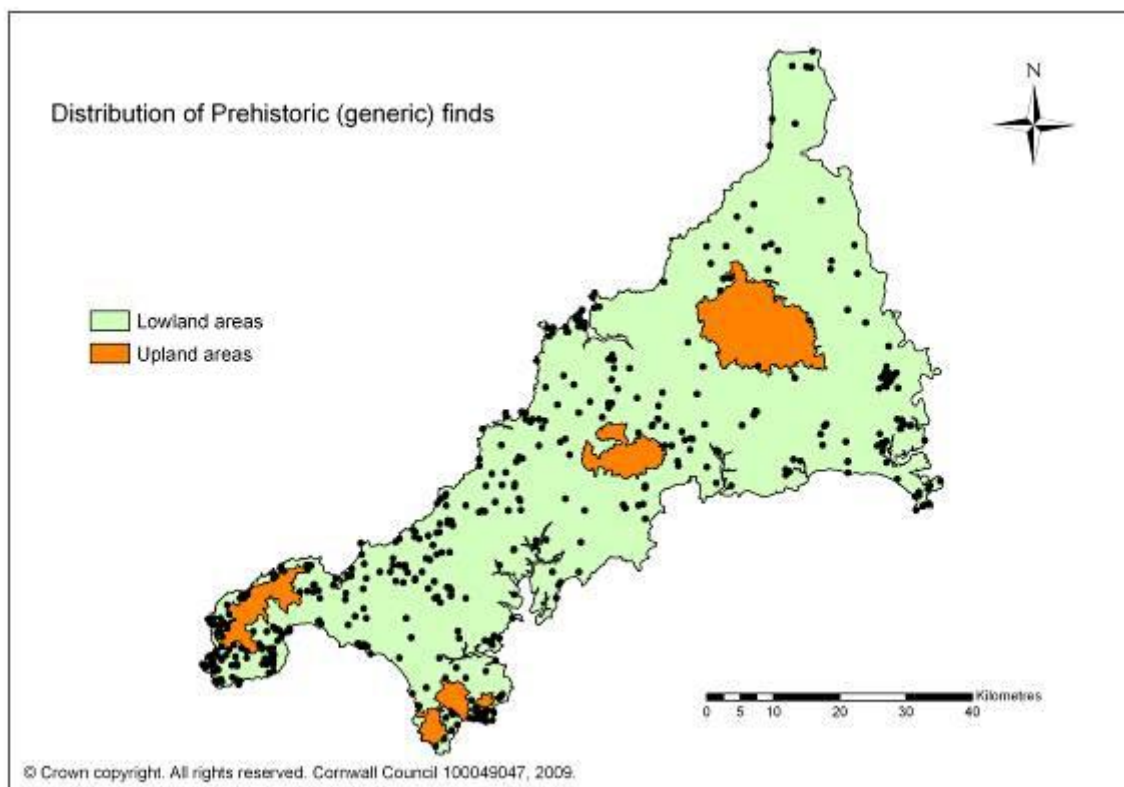 Distribution of Prehistoric (generic) finds
N
Lowland areas
Upland areas
Kilometres
0 5 10 20 30 40
© Crown copyright. All rights reserved. Cornwall Council 100049047, 2009.